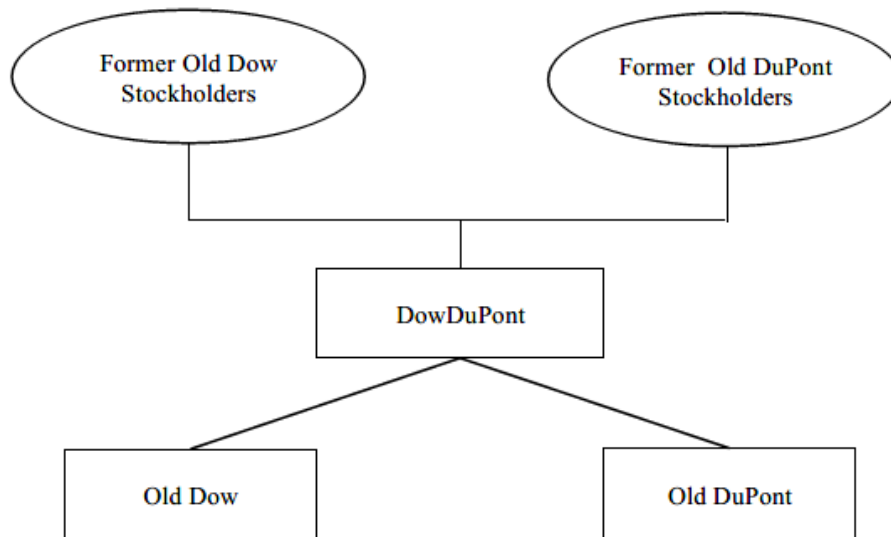 Former Old Dow
Stockholders
Former Old DuPont
Stockholders
DowDuPont
Old Dow
Old DuPont